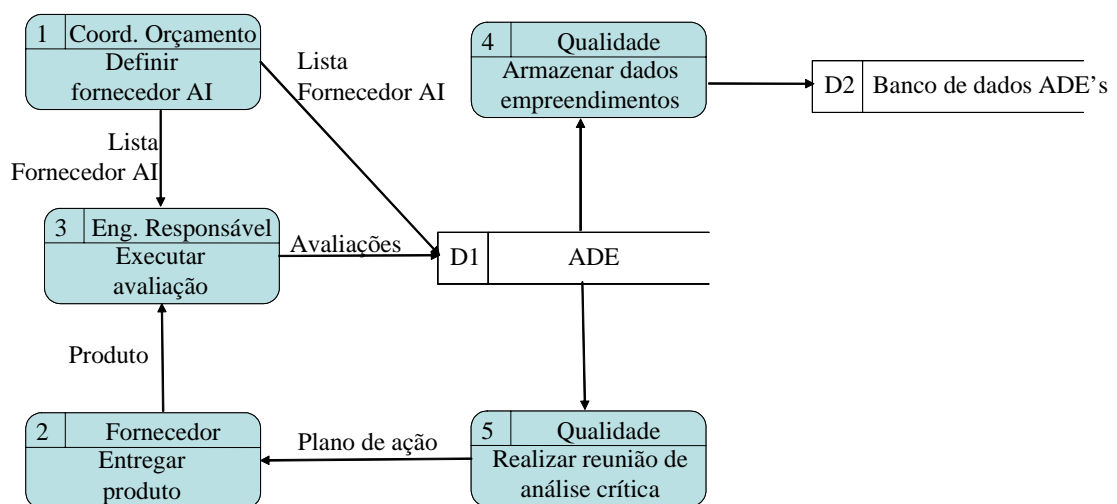 1 Coord. Orçamento
Definir
fornecedor AI
Lista
Fornecedor AI
4 Qualidade
Armazenar dados
empreendimentos
D2 Banco de dados ADE’s
Lista
Fornecedor AI
3 Eng. Responsável
Executar
avaliação
Avaliações
D1 ADE
Produto
2 Fornecedor
Entregar
produto
Plano de ação
5 Qualidade
Realizar reunião de
análise crítica